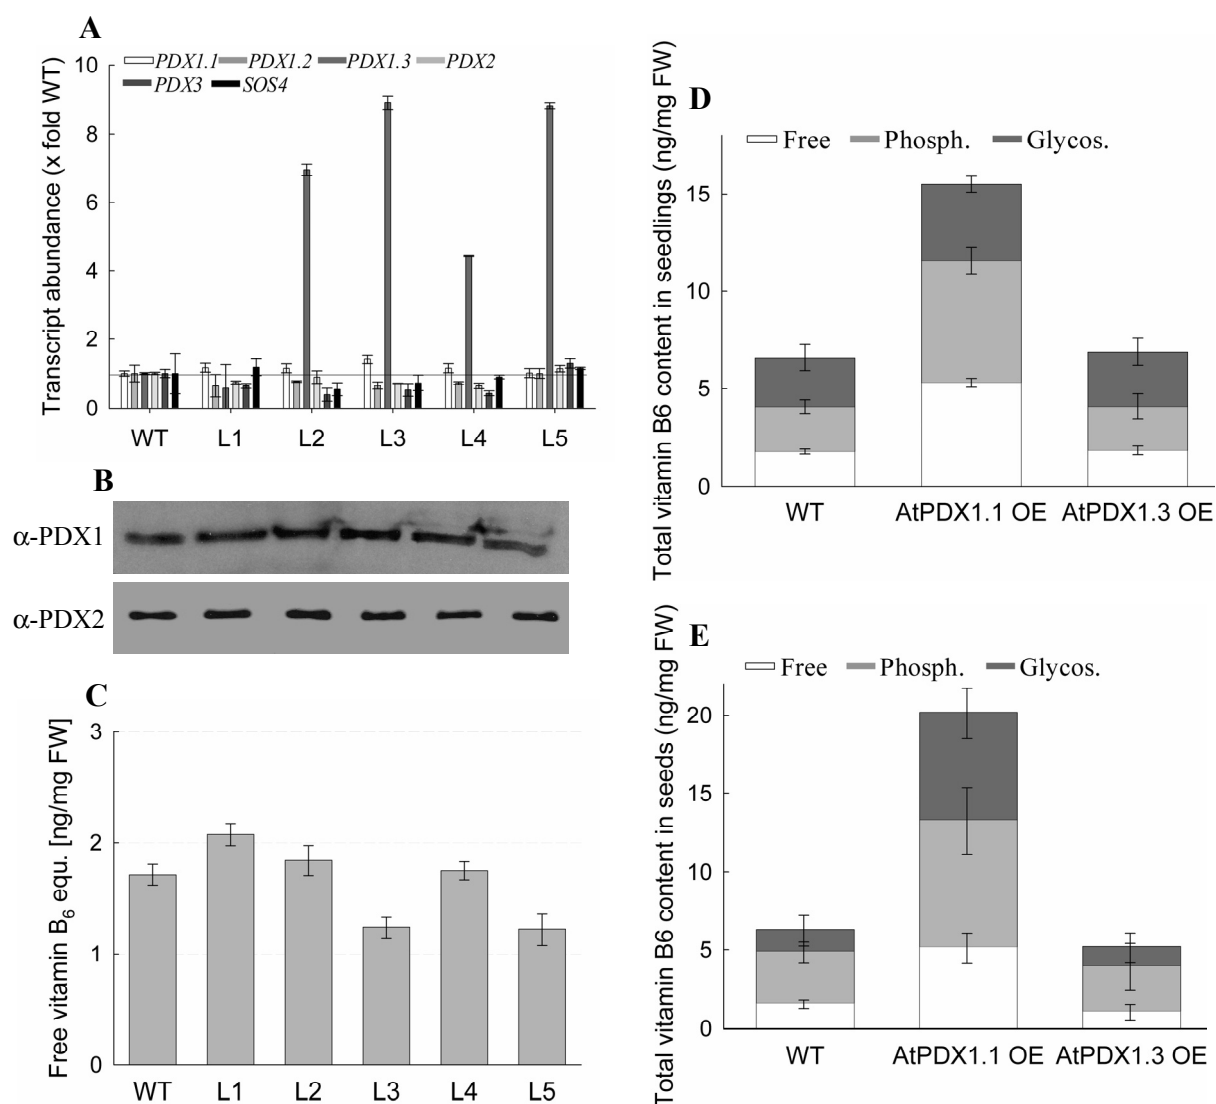 A
Transcript abundance (x fold WT)
10
8
6
4
2
0
PDX1.1 PDX1.2 PDX1.3 PDX2
PDX3 SOS4
WT L1 L2 L3 L4 L5
B
α-PDX1
α-PDX2
C
Free vitamin B6 equ. [ng/mg FW]
3
2
1
0
WT L1 L2 L3 L4 L5
D
Total vitamin B6 content in seedlings (ng/mg FW)
Free Phosph. Glycos.
15
10
5
0
WT AtPDX1.1 OE AtPDX1.3 OE
E
Total vitamin B6 content in seeds (ng/mg FW)
Free Phosph. Glycos.
20
15
10
5
0
WT AtPDX1.1 OE AtPDX1.3 OE